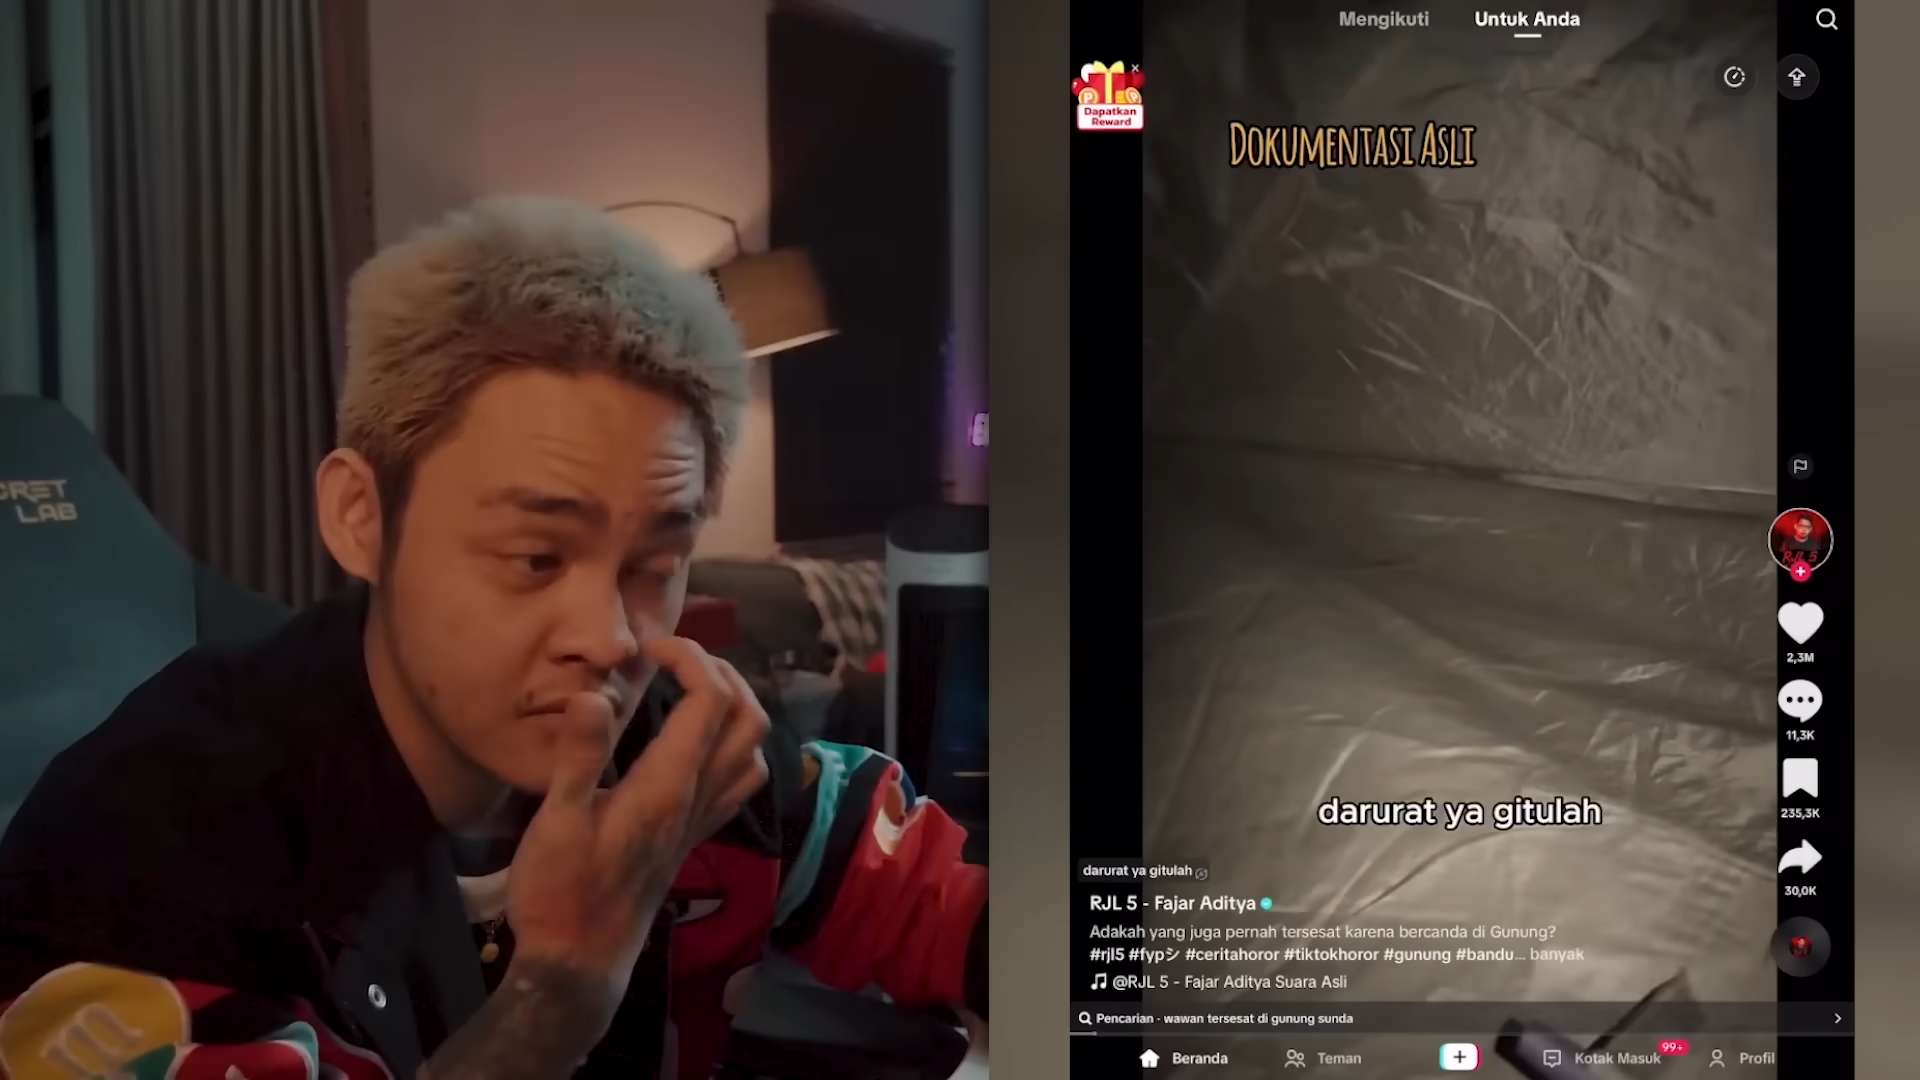 CRET
LAB
m
Mengikuti
Untuk Anda
Dapatkan
Reward
DOKUMENTASI ASLI
RJL 5
2,3M
11,3K
235,3K
30,0K
darurat ya gitulah
darurat ya gitulah
RJL 5 - Fajar Aditya
Adakah yang juga pernah tersesat karena bercanda di Gunung?
#rjl5 #fypシ #ceritahoror #tiktokhoror #gunung #bandu... banyak
@RJL 5 - Fajar Aditya Suara Asli
Pencarian - wawan tersesat di gunung sunda
Beranda
Teman
Kotak Masuk
99+
Profil